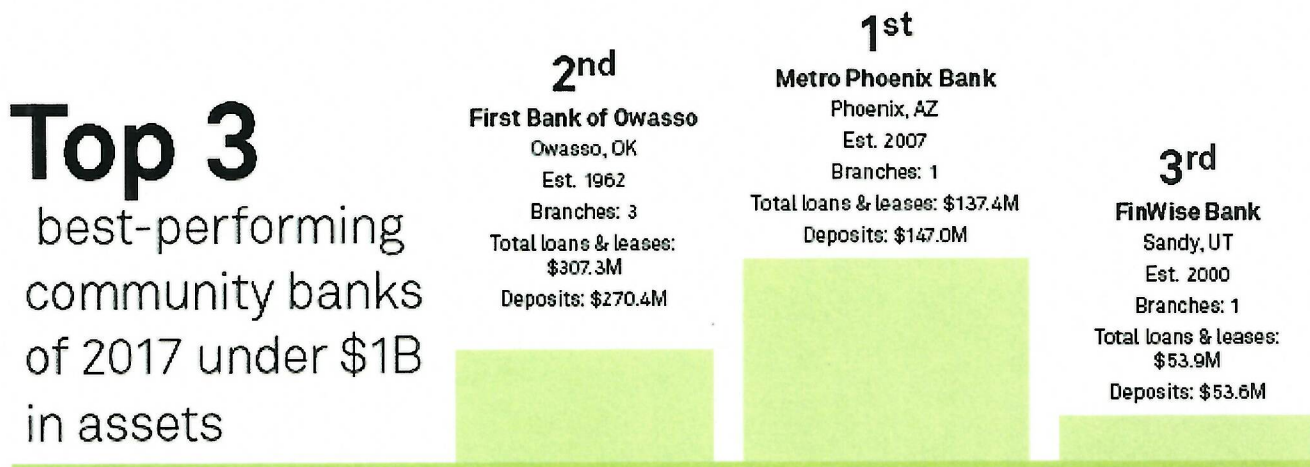 Top 3
best-performing
community banks
of 2017 under $1B
in assets
2nd
First Bank of Owasso
Owasso, OK
Est. 1962
Branches: 3
Total loans & leases:
$307.3M
Deposits: $270.4M
1st
Metro Phoenix Bank
Phoenix, AZ
Est. 2007
Branches: 1
Total loans & leases: $137.4M
Deposits: $147.0M
3rd
FinWise Bank
Sandy, UT
Est. 2000
Branches: 1
Total loans & leases:
$53.9M
Deposits: $53.6M